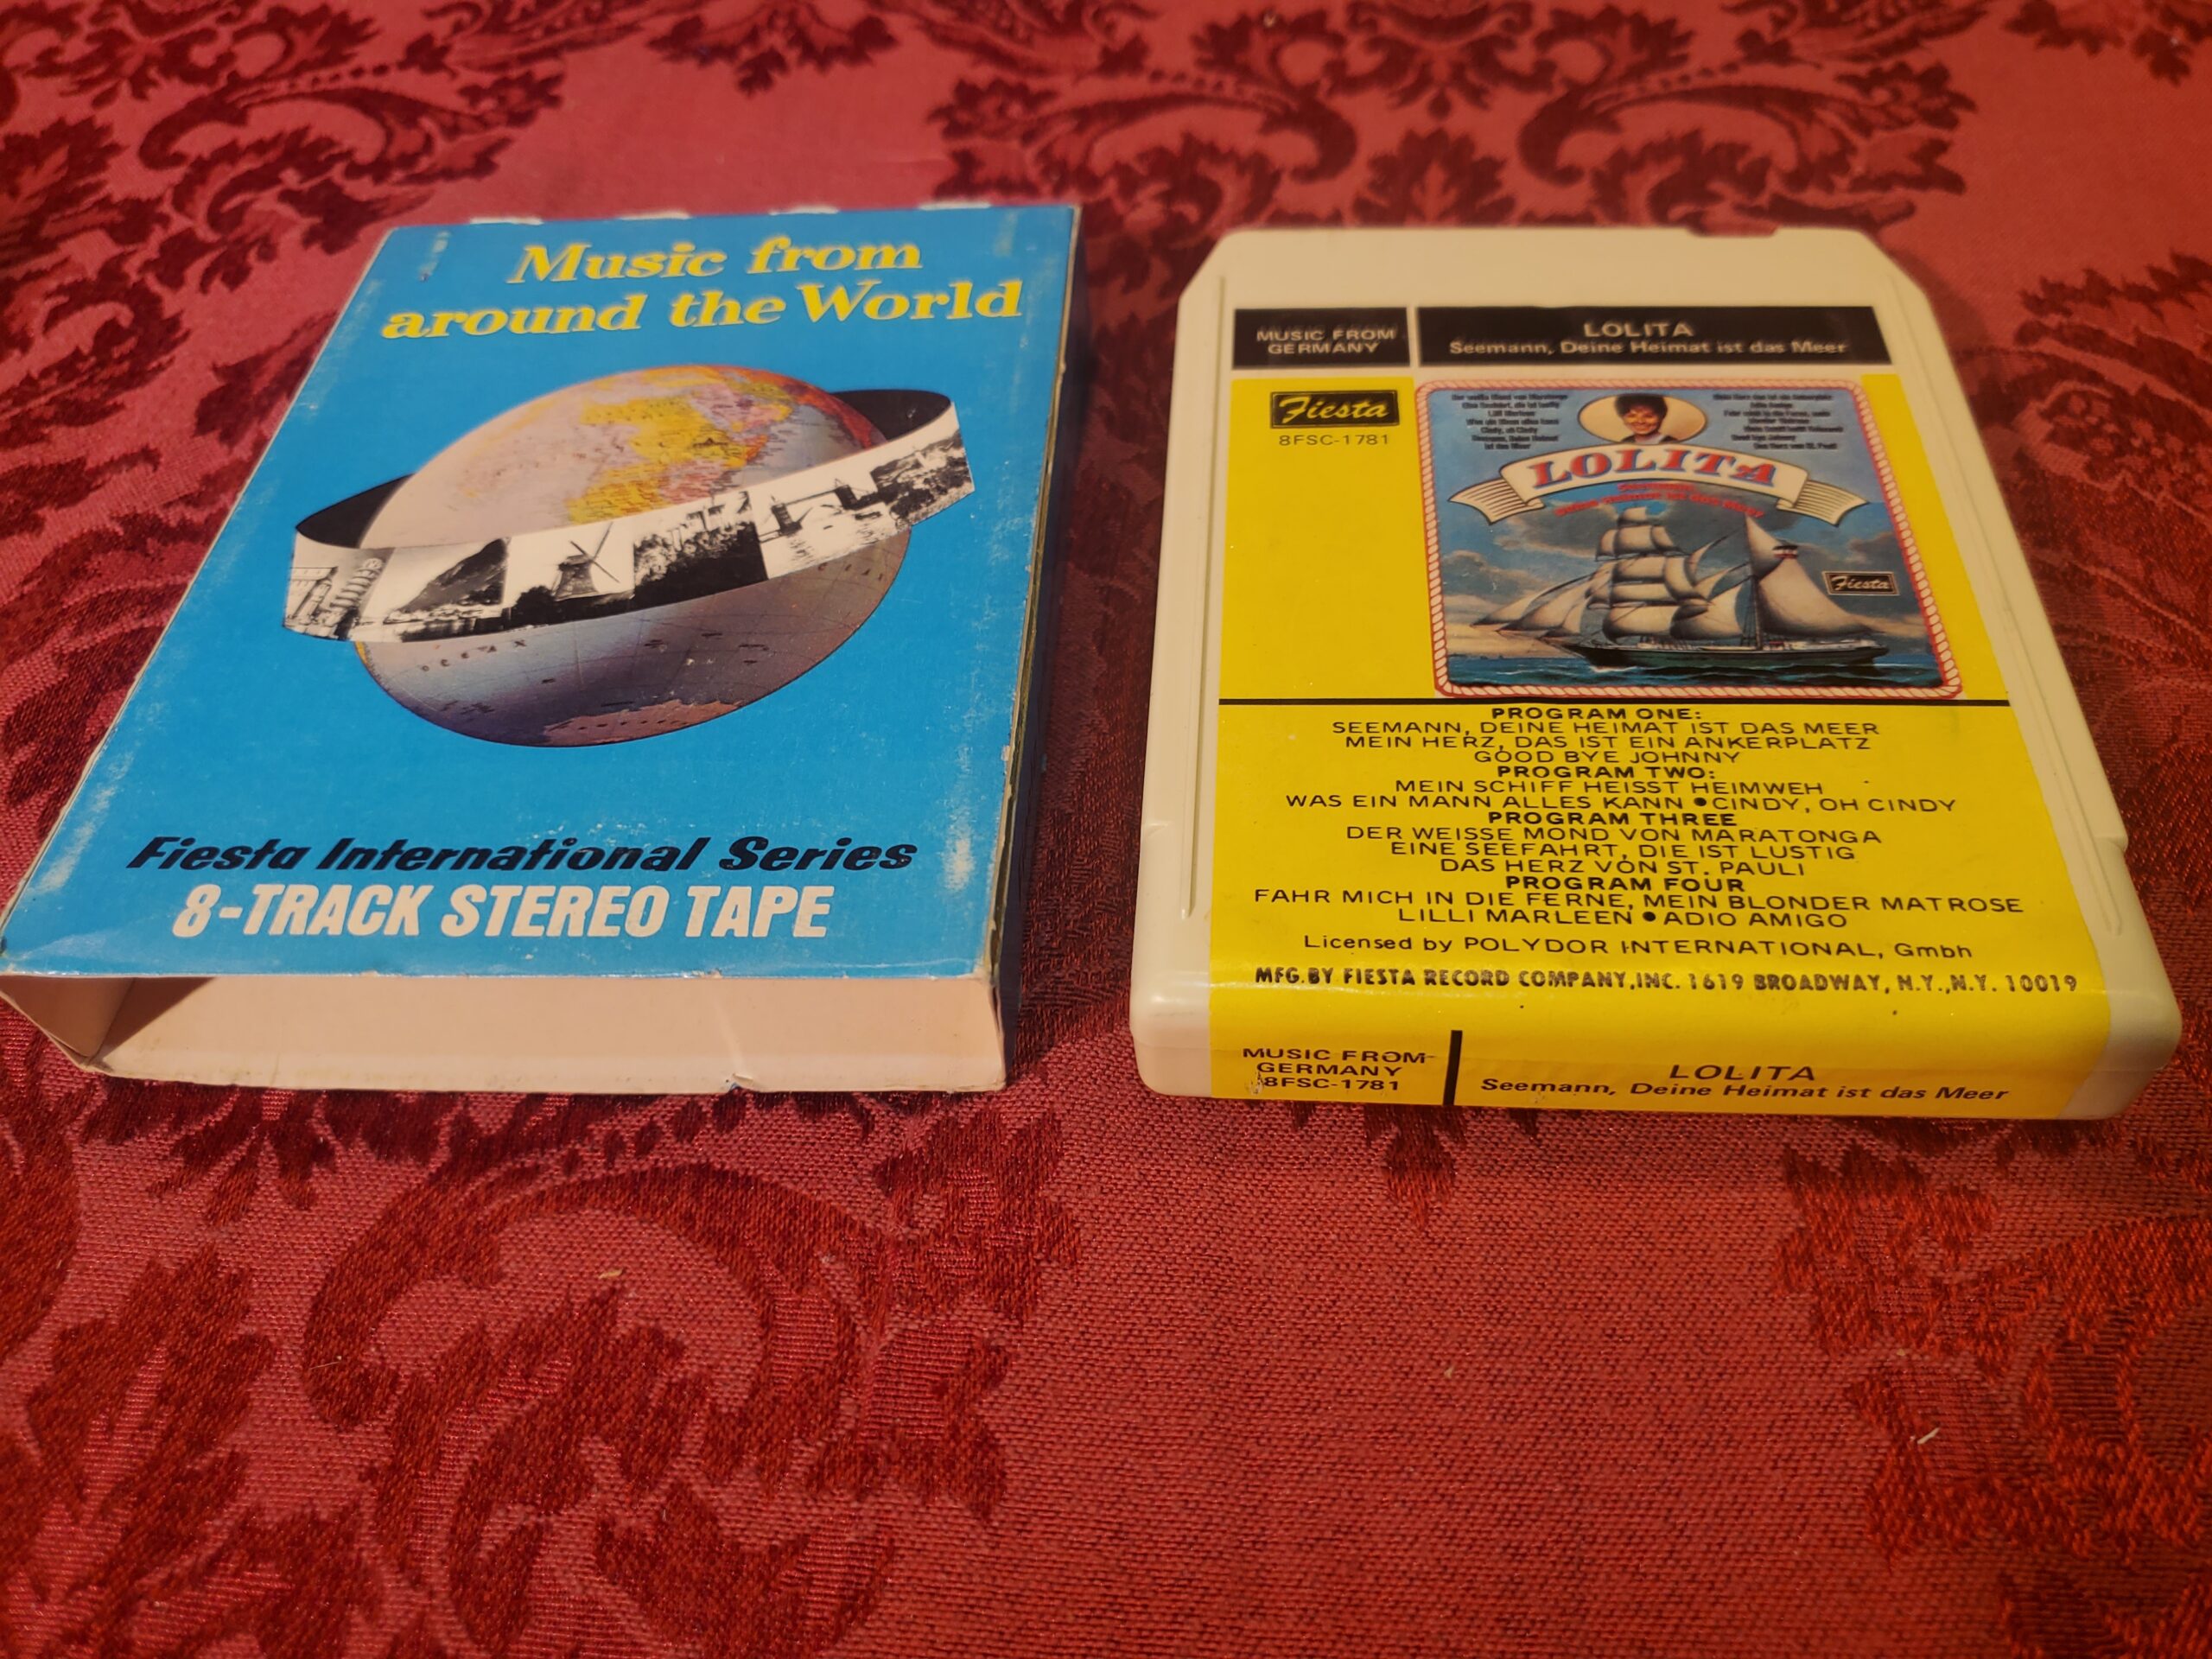 Music from
around the World
Fiesta International Series
8-TRACK STEREO TAPE
MUSIC FROM
GERMANY
LOLITA
Seemann, Deine Heimat ist das Meer
Fiesta
8FSC-1781
LOLITA
Fiesta
PROGRAM ONE:
SEEMANN, DEINE HEIMAT IST DAS MEER
MEIN HERZ, DAS IST EIN ANKERPLATZ
GOOD BYE JOHNNY
PROGRAM TWO:
MEIN SCHIFF HEISST HEIMWEH
WAS EIN MANN ALLES KANN • CINDY, OH CINDY
PROGRAM THREE
DER WEISSE MOND VON MARATONGA
EINE SEEFAHRT, DIE IST LUSTIG
DAS HERZ VON ST. PAULI
PROGRAM FOUR
FAHR MICH IN DIE FERNE, MEIN BLONDER MATROSE
LILLI MARLEEN • ADIO AMIGO
Licensed by POLYDOR INTERNATIONAL, Gmbh
MFG. BY FIESTA RECORD COMPANY, INC. 1619 BROADWAY, N.Y., N.Y. 10019
MUSIC FROM
GERMANY
8FSC-1781
LOLITA
Seemann, Deine Heimat ist das Meer